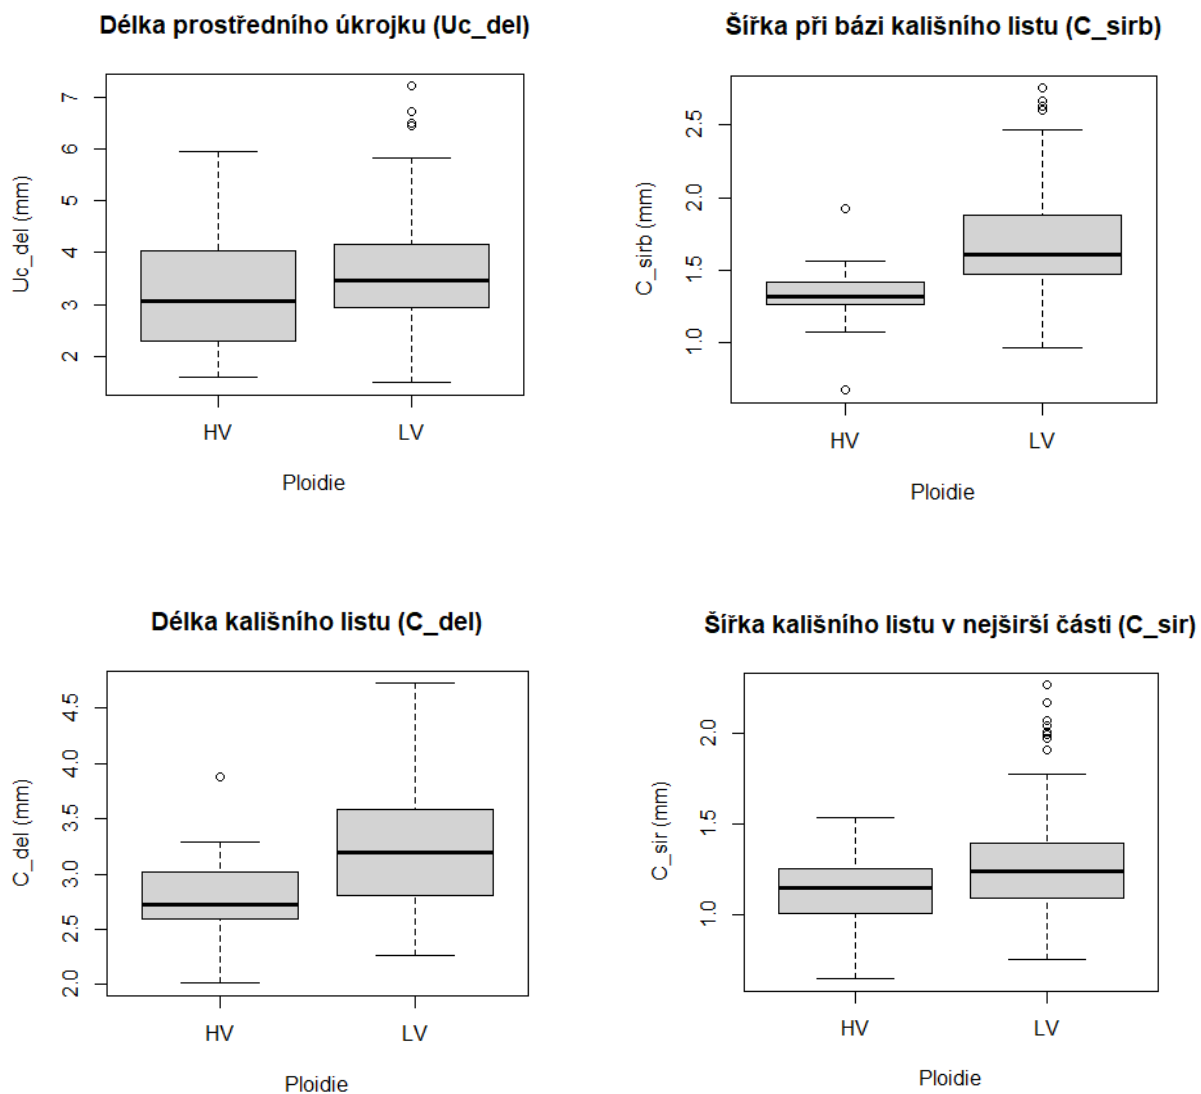 Délka prostředního úkrojku (Uc_del)
Uc_del (mm)
7
6
5
4
3
2
HV LV
Ploidie
Šířka při bázi kališního listu (C_sirb)
C_sirb (mm)
2.5
2.0
1.5
1.0
HV LV
Ploidie
Délka kališního listu (C_del)
C_del (mm)
4.5
4.0
3.5
3.0
2.5
2.0
HV LV
Ploidie
Šířka kališního listu v nejširší části (C_sir)
C_sir (mm)
2.0
1.5
1.0
HV LV
Ploidie